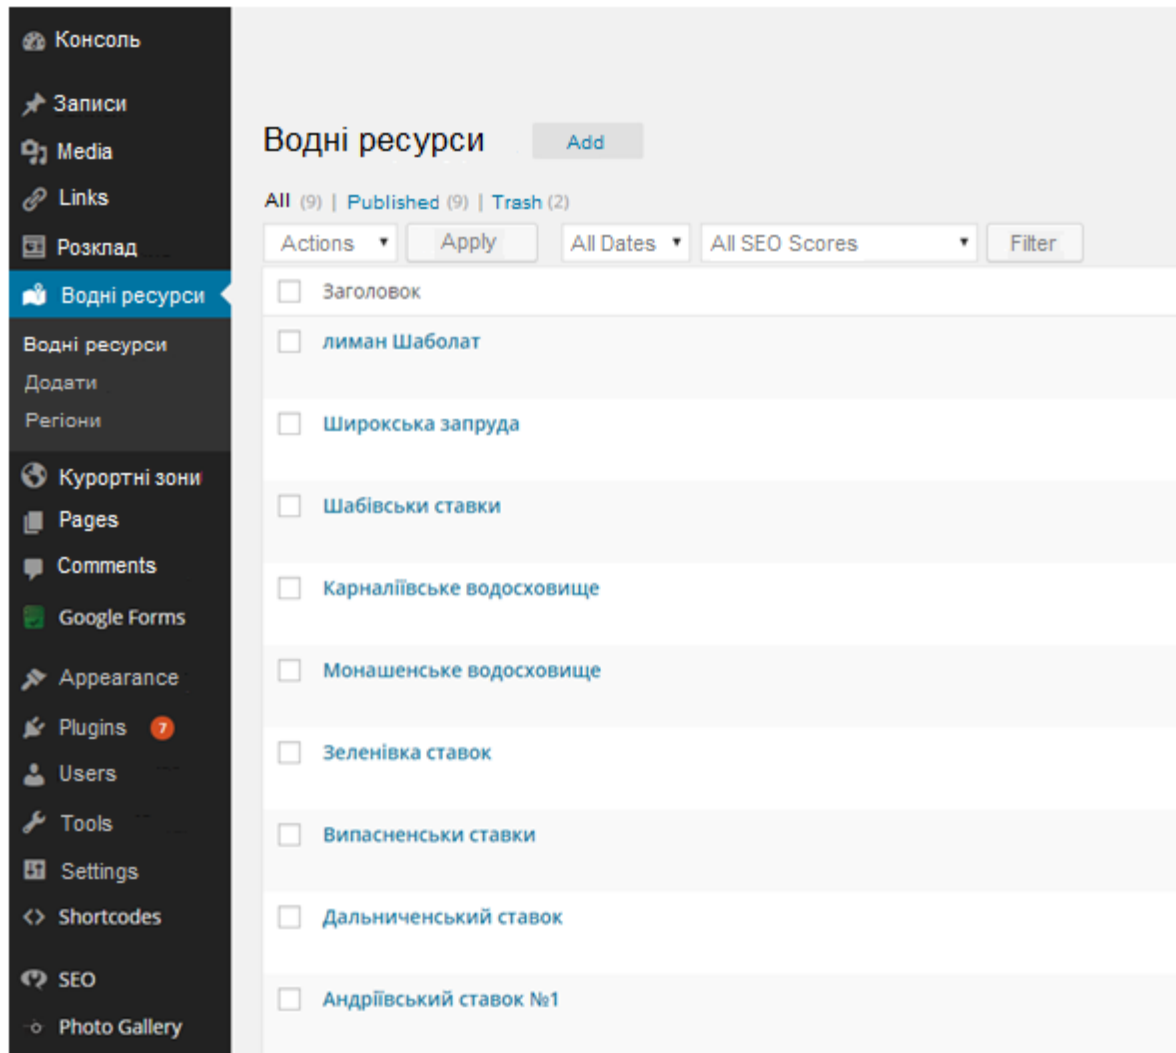 Консоль
Записи
Media
Links
Розклад
Водні ресурси
Водні ресурси
Додати
Регіони
Курортні зони
Pages
Comments
Google Forms
Appearance
Plugins 7
Users
Tools
Settings
Shortcodes
SEO
Photo Gallery
Водні ресурси Add
All (9) | Published (9) | Trash (2)
Actions Apply All Dates All SEO Scores Filter
Заголовок
лиман Шаболат
Широкська запруда
Шабівськи ставки
Карналіївське водосховище
Монашенське водосховище
Зеленівка ставок
Випасненськи ставки
Дальниченський ставок
Андріївський ставок №1